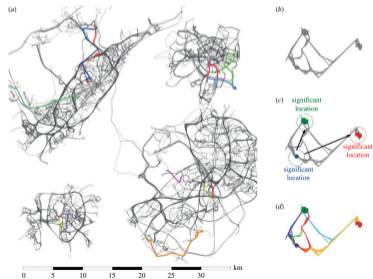 (a)
(b)
(c)
significant
location
significant
location
significant
location
(d)
0 5 10 15 20 25 30 km